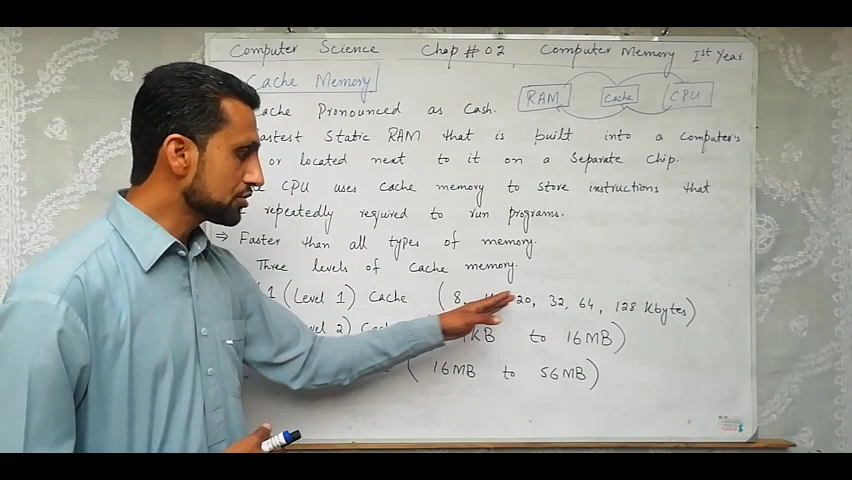 Computer Science Chap # 02 Computer Memory Ist Year
Cache Memory
RAM Cache CPU
ache Pronounced as Cash.
astest Static RAM that is built into a computer's
or located next to it on a separate chip.
CPU uses cache memory to store instructions that
repeatedly required to run programs.
⇒ Faster than all types of memory.
Three levels of cache memory.
1 (Level 1) Cache (8, 20, 32, 64, 128 Kbytes)
vel 2) Ca KB to 16MB)
(16MB to 56MB)